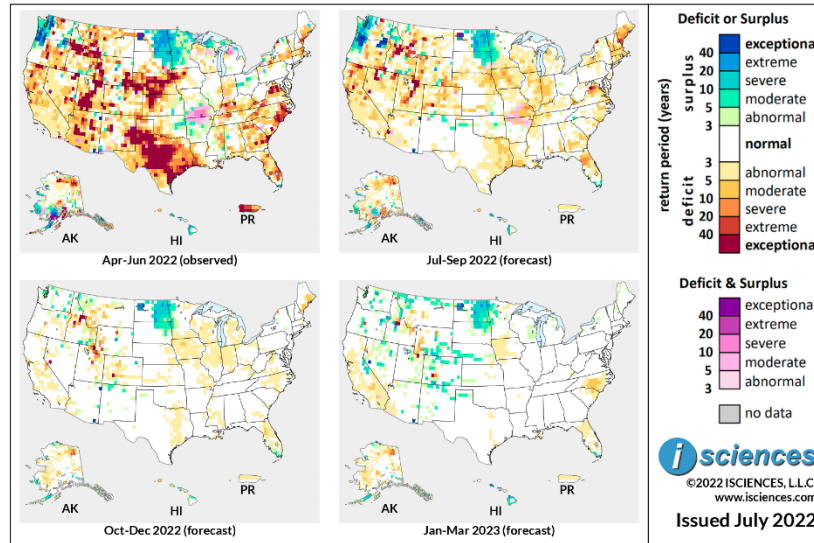 AK
HI
PR
Apr-Jun 2022 (observed)
AK
HI
PR
Jul-Sep 2022 (forecast)
AK
HI
PR
Oct-Dec 2022 (forecast)
AK
HI
PR
Jan-Mar 2023 (forecast)
Deficit or Surplus
return period (years)
surplus
deficit
exceptional
40
extreme
20
severe
10
moderate
5
abnormal
3
normal
3
abnormal
5
moderate
10
severe
20
extreme
40
exceptional
Deficit & Surplus
exceptional
40
extreme
20
severe
10
moderate
5
abnormal
3
no data
i sciences
©2022 ISCIENCES, L.L.C
www.isciences.com
Issued July 2022